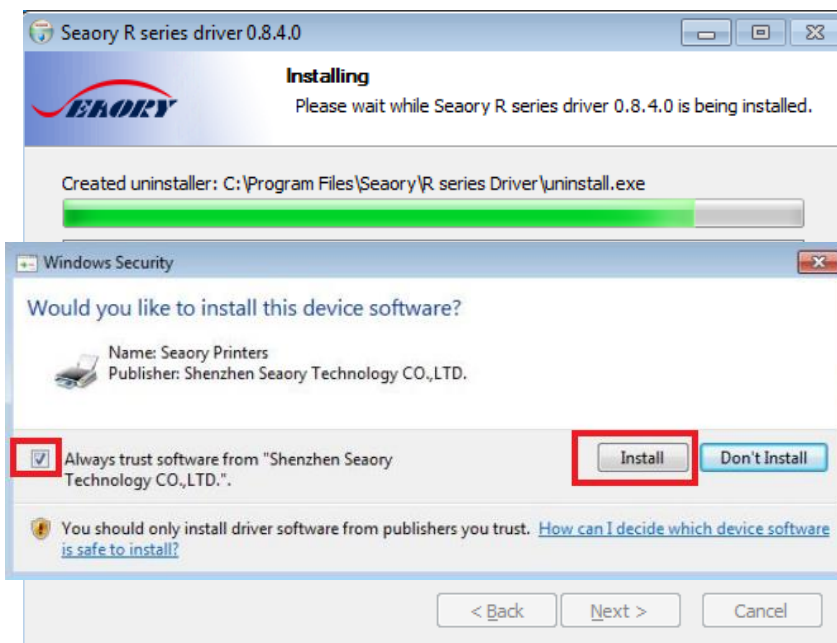 Seaory R series driver 0.8.4.0
SEAORY
Installing
Please wait while Seaory R series driver 0.8.4.0 is being installed.
Created uninstaller: C:\Program Files\Seaory\R series Driver\uninstall.exe
Windows Security
Would you like to install this device software?
Name: Seaory Printers
Publisher: Shenzhen Seaory Technology CO.,LTD.
Always trust software from "Shenzhen Seaory
Technology CO.,LTD.".
Install
Don't Install
You should only install driver software from publishers you trust. How can I decide which device software
is safe to install?
< Back
Next >
Cancel